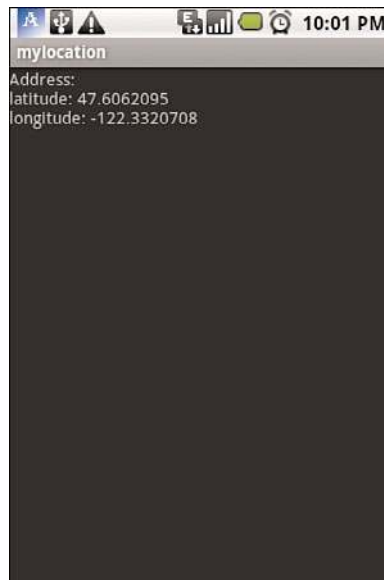 10:01 PM
mylocation
Address:
latitude: 47.6062095
longitude: -122.3320708